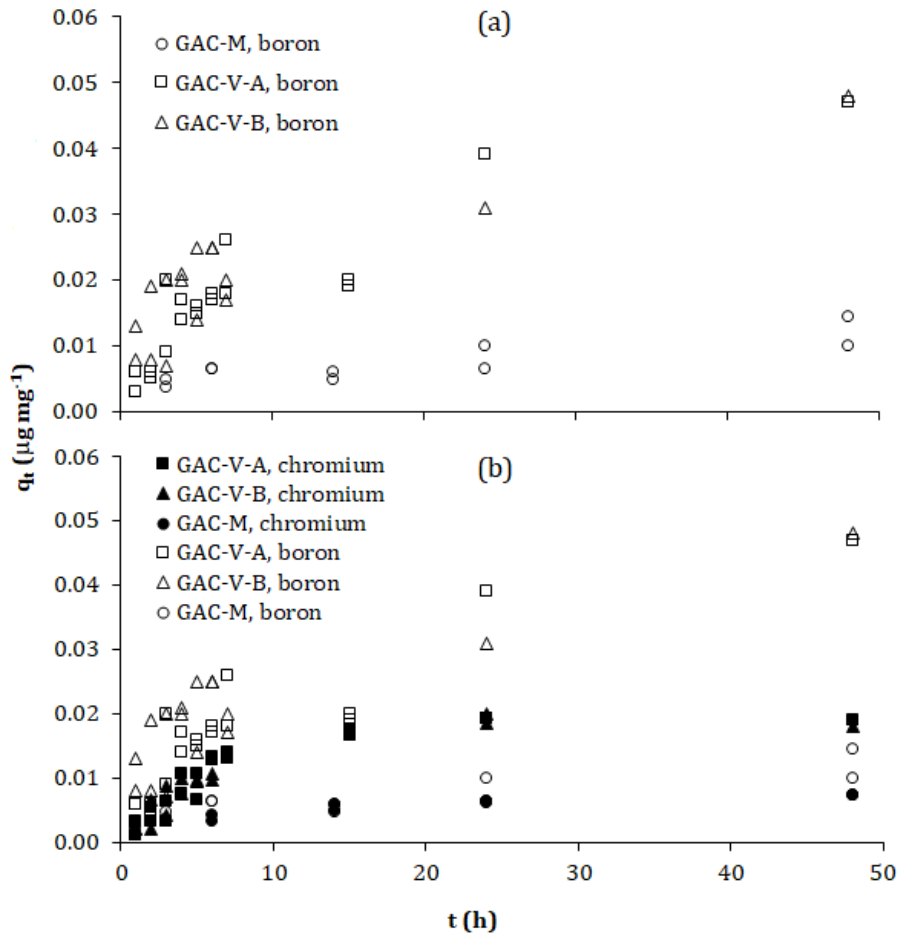 (a)
GAC-M, boron
GAC-V-A, boron
GAC-V-B, boron
0.06
0.05
0.04
0.03
0.02
0.01
0.00
qt (µg mg-1)
(b)
GAC-V-A, chromium
GAC-V-B, chromium
GAC-M, chromium
GAC-V-A, boron
GAC-V-B, boron
GAC-M, boron
0.06
0.05
0.04
0.03
0.02
0.01
0.00
0 10 20 30 40 50
t (h)